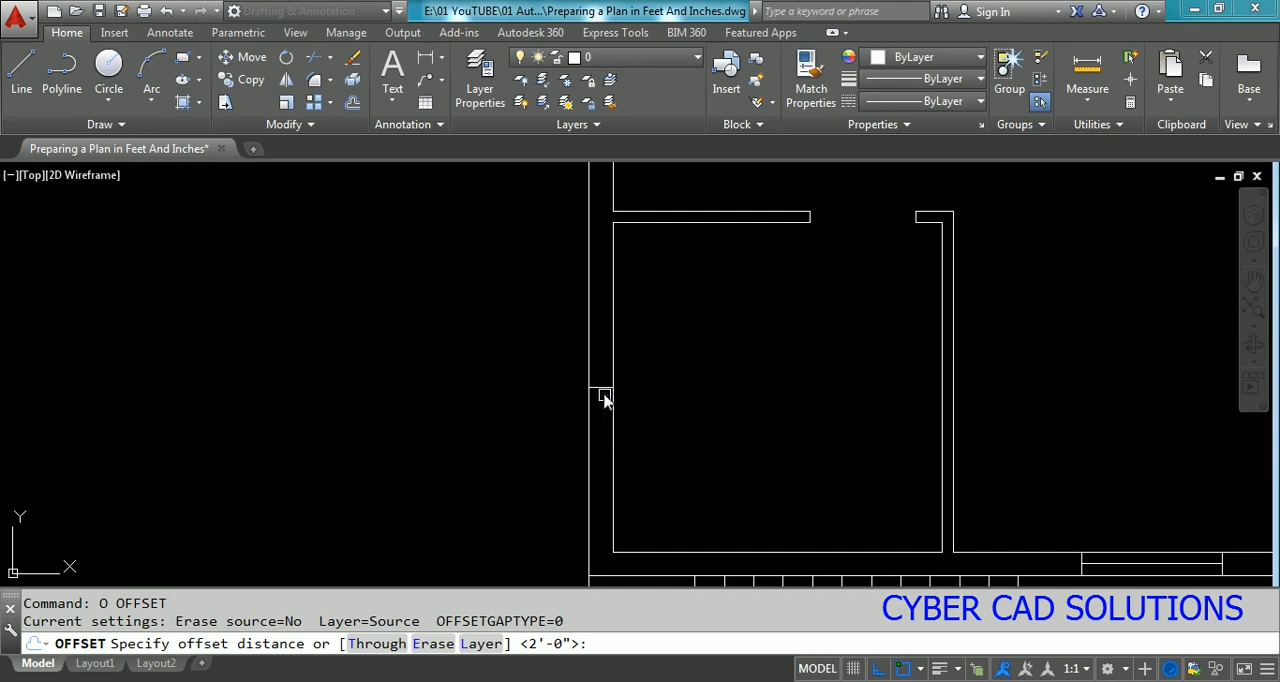 Drafting & Annotation
E:\01 YouTUBE\01 Aut...\Preparing a Plan in Feet And Inches.dwg
Type a keyword or phrase
Sign In
Home Insert Annotate Parametric View Manage Output Add-ins Autodesk 360 Express Tools BIM 360 Featured Apps
Line Polyline Circle Arc
Move
Copy
Text
Layer Properties
0
Insert
Match Properties
ByLayer
ByLayer
ByLayer
Group
Measure
Paste
Base
Draw Modify Annotation Layers Block Properties Groups Utilities Clipboard View
Preparing a Plan in Feet And Inches*
[−][Top][2D Wireframe]
Y
X
Command: O OFFSET
Current settings: Erase source=No Layer=Source OFFSETGAPTYPE=0
OFFSET Specify offset distance or [Through Erase Layer] <2'-0">:
CYBER CAD SOLUTIONS
Model Layout1 Layout2 +
MODEL
1:1